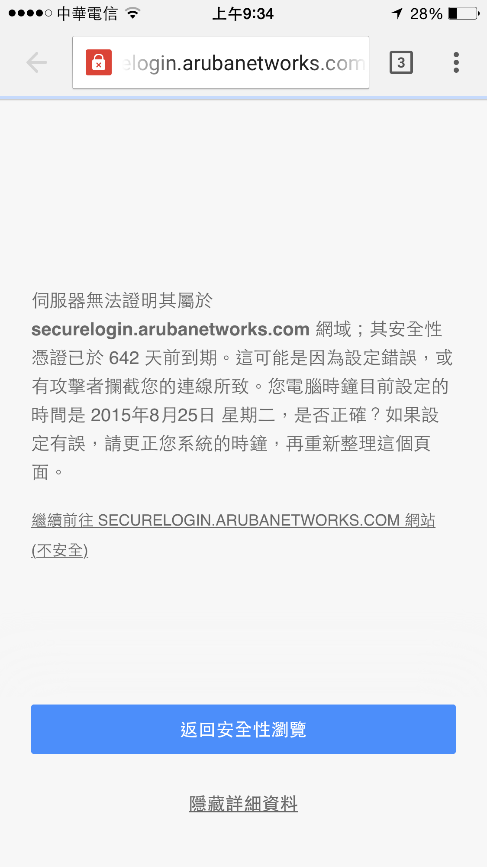 中華電信 上午9:34 28%
elogin.arubanetworks.com 3
伺服器無法證明其屬於
securelogin.arubanetworks.com 網域；其安全性
憑證已於 642 天前到期。這可能是因為設定錯誤，或
有攻擊者攔截您的連線所致。您電腦時鐘目前設定的
時間是 2015年8月25日 星期二，是否正確？如果設
定有誤，請更正您系統的時鐘，再重新整理這個頁
面。
繼續前往 SECURELOGIN.ARUBANETWORKS.COM 網站
(不安全)
返回安全性瀏覽
隱藏詳細資料